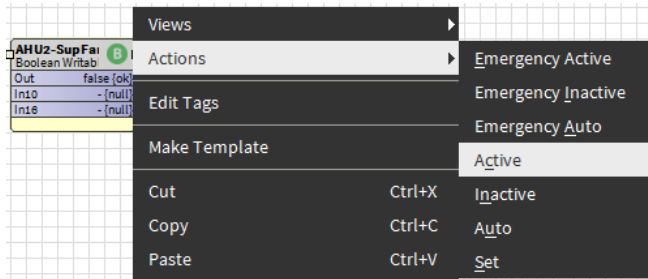 AHU2-SupFa
B
Boolean Writabl
Out false {ok}
In10 - {null}
In16 - {null}
Views
Actions
Edit Tags
Make Template
Cut Ctrl+X
Copy Ctrl+C
Paste Ctrl+V
Emergency Active
Emergency Inactive
Emergency Auto
Active
Inactive
Auto
Set